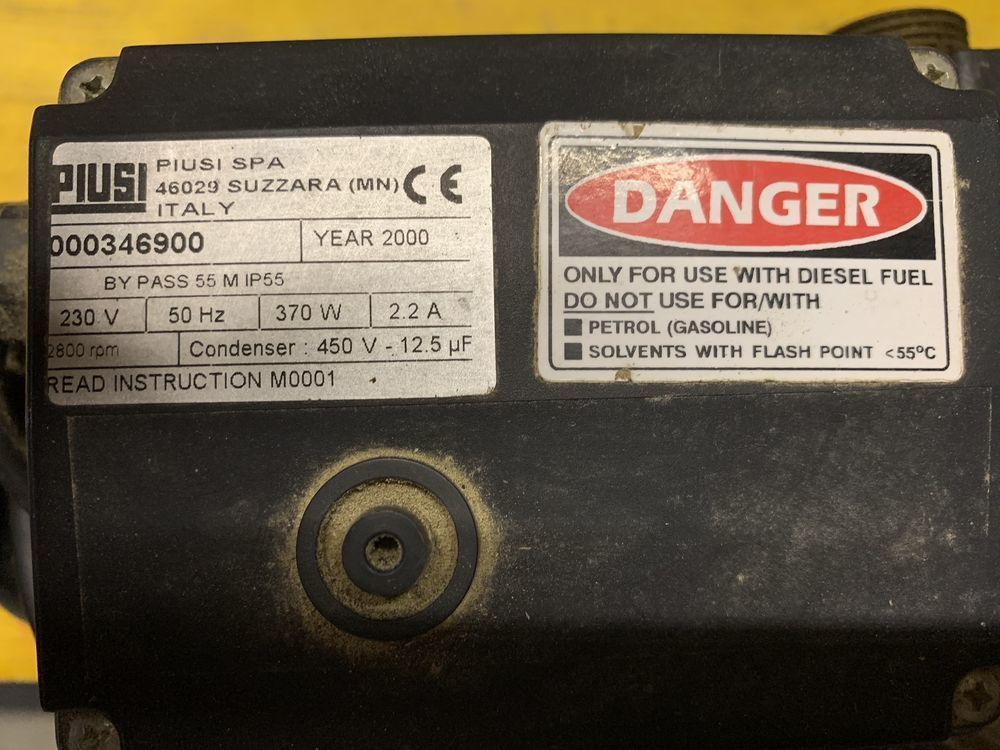 PIUSI
PIUSI SPA
46029 SUZZARA (MN)
ITALY
CE
000346900
YEAR 2000
BY PASS 55 M IP55
230 V
50 Hz
370 W
2.2 A
2800 rpm
Condenser : 450 V - 12.5 µF
READ INSTRUCTION M0001
DANGER
ONLY FOR USE WITH DIESEL FUEL
DO NOT USE FOR/WITH
PETROL (GASOLINE)
SOLVENTS WITH FLASH POINT <55°C